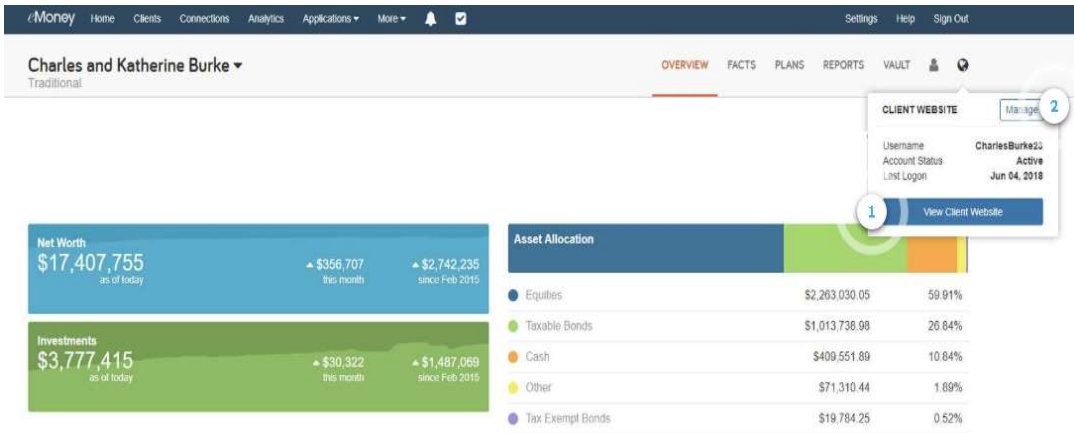 eMoney Home Clients Connections Analytics Applications More Settings Help Sign Out
Charles and Katherine Burke
Traditional
OVERVIEW FACTS PLANS REPORTS VAULT
CLIENT WEBSITE Manage 2
Username CharlesBurke23
Account Status Active
Last Logon Jun 04, 2018
1 View Client Website
Net Worth
$17,407,755
as of today
$356,707
this month
$2,742,235
since Feb 2015
Investments
$3,777,415
as of today
$30,322
this month
$1,487,069
since Feb 2015
Asset Allocation
Equities $2,263,030.05 59.91%
Taxable Bonds $1,013,738.98 26.84%
Cash $409,551.89 10.84%
Other $71,310.44 1.89%
Tax Exempt Bonds $19,784.25 0.52%